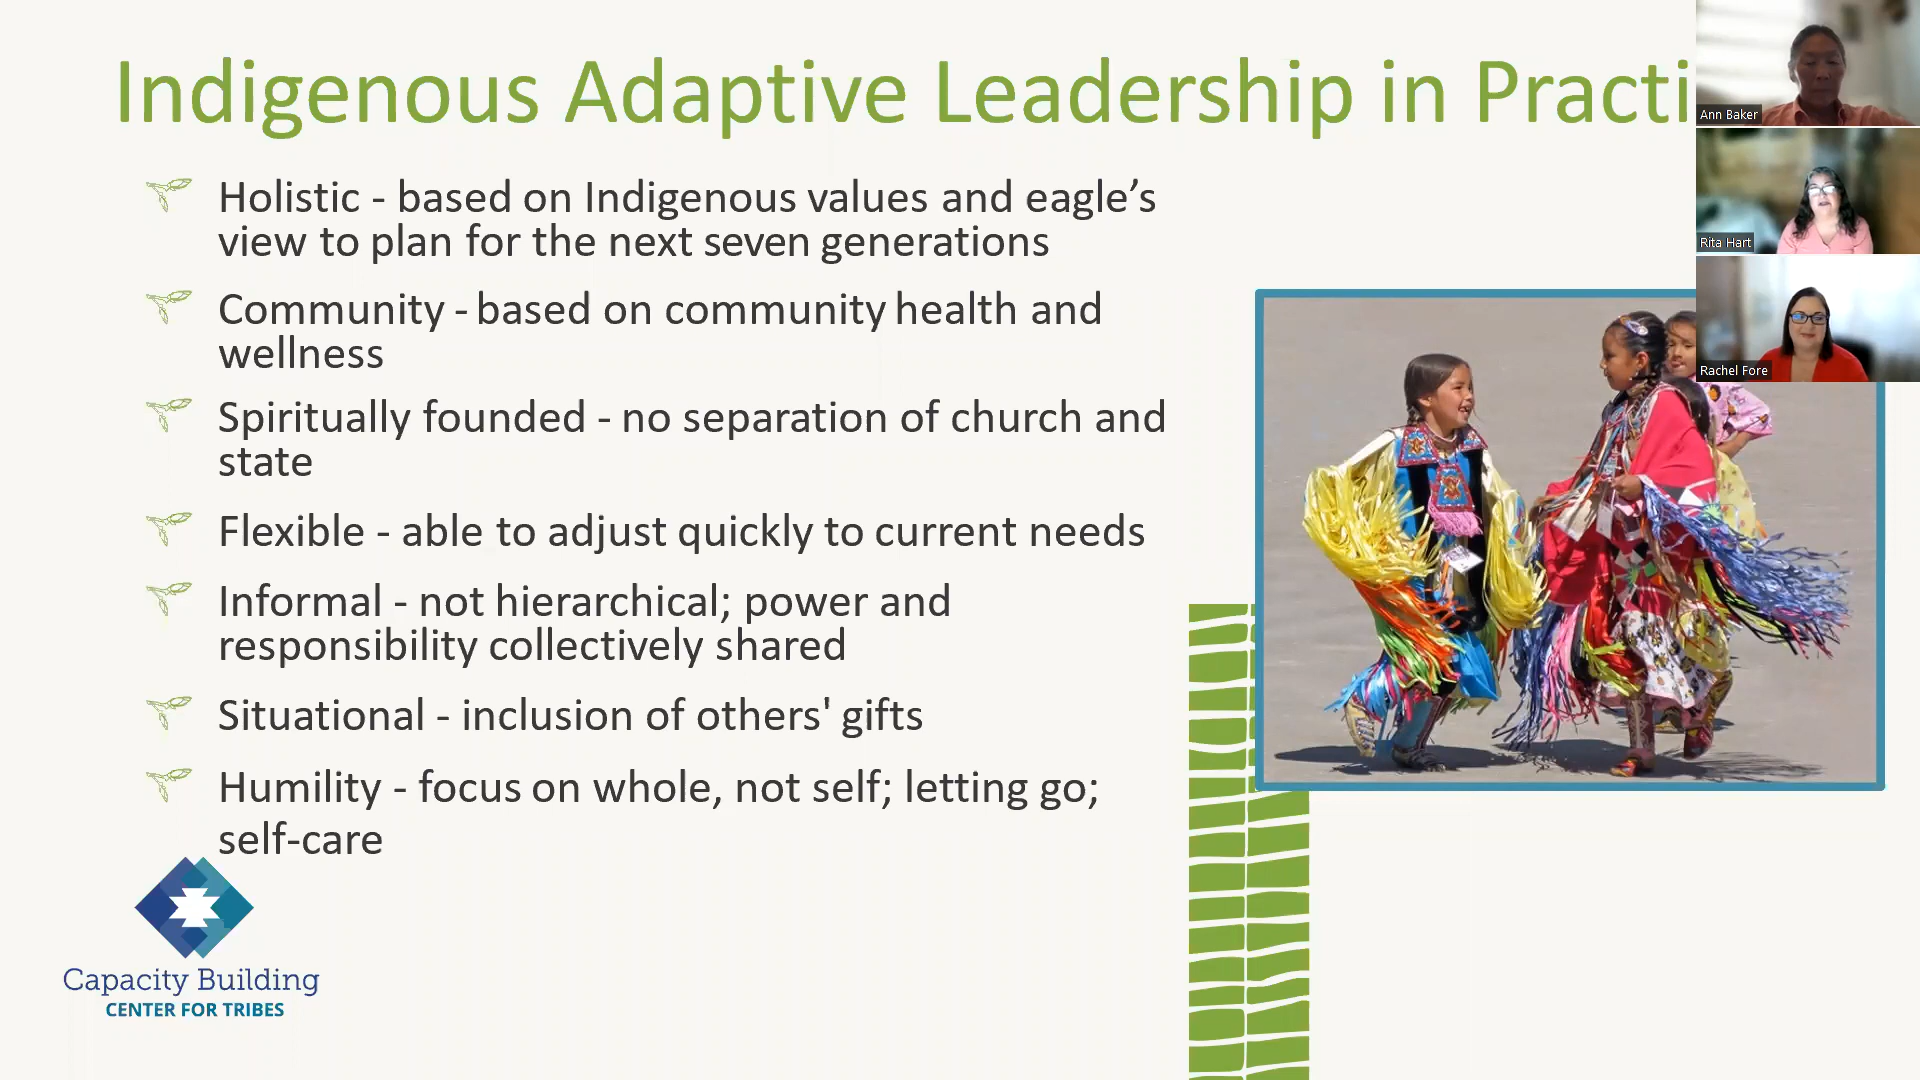 Indigenous Adaptive Leadership in Practi
Holistic - based on Indigenous values and eagle’s
view to plan for the next seven generations
Community - based on community health and
wellness
Spiritually founded - no separation of church and
state
Flexible - able to adjust quickly to current needs
Informal - not hierarchical; power and
responsibility collectively shared
Situational - inclusion of others' gifts
Humility - focus on whole, not self; letting go;
self-care
Capacity Building
CENTER FOR TRIBES
Ann Baker
Rita Hart
Rachel Fore